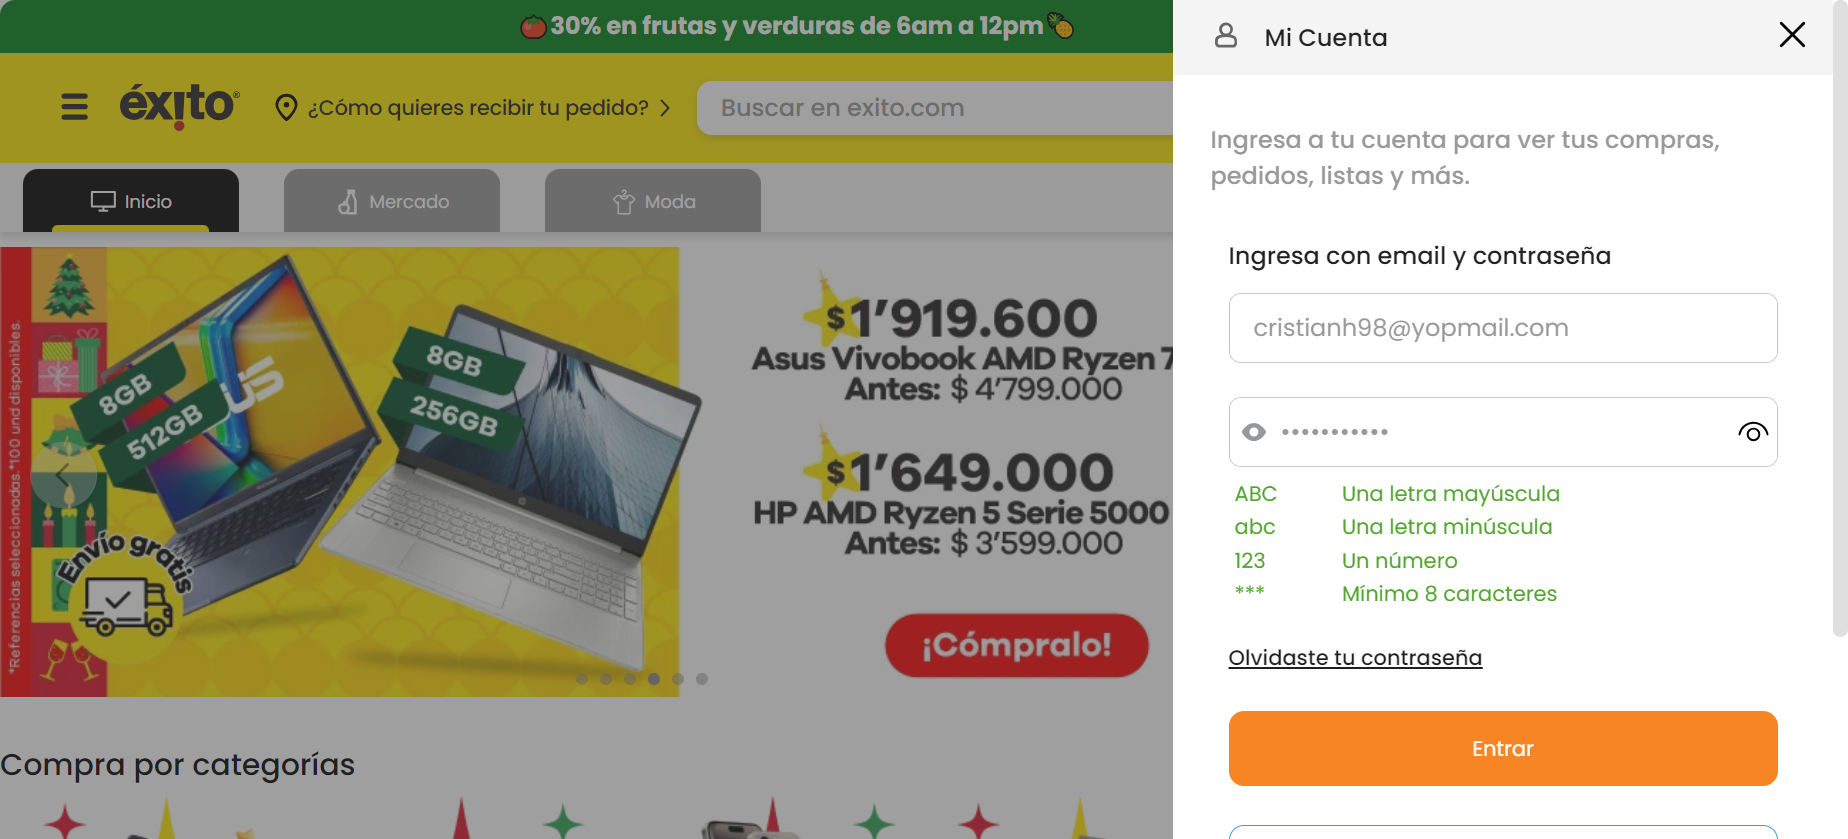 🍅30% en frutas y verduras de 6am a 12pm🍍
éxito®
¿Cómo quieres recibir tu pedido?
Buscar en exito.com
Inicio
Mercado
Moda
*Referencias seleccionadas.*100 und disponibles.
8GB
512GB
US
8GB
256GB
Envío gratis
$1'919.600
Asus Vivobook AMD Ryzen 7
Antes: $ 4'799.000
$1'649.000
HP AMD Ryzen 5 Serie 5000
Antes: $ 3'599.000
¡Cómpralo!
Compra por categorías
Mi Cuenta
Ingresa a tu cuenta para ver tus compras,
pedidos, listas y más.
Ingresa con email y contraseña
cristianh98@yopmail.com
•••••••••••
ABC Una letra mayúscula
abc Una letra minúscula
123 Un número
*** Mínimo 8 caracteres
Olvidaste tu contraseña
Entrar